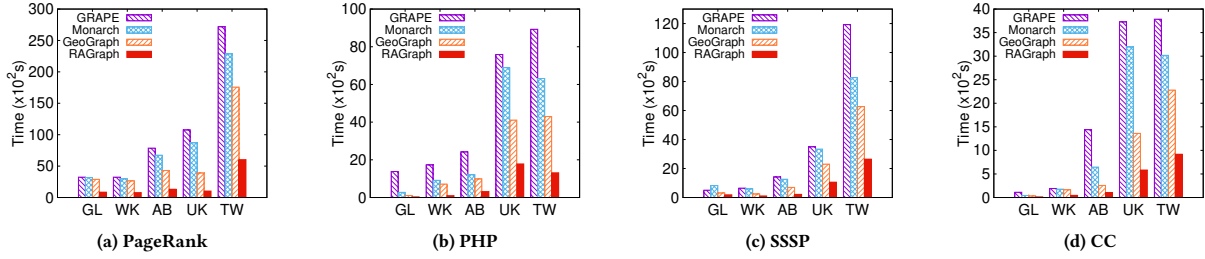 300
250
200
150
100
50
0
Time (x10²s)
GRAPE
Monarch
GeoGraph
RAGraph
GL WK AB UK TW
(a) PageRank
100
80
60
40
20
0
Time (x10²s)
GRAPE
Monarch
GeoGraph
RAGraph
GL WK AB UK TW
(b) PHP
120
100
80
60
40
20
0
Time (x10²s)
GRAPE
Monarch
GeoGraph
RAGraph
GL WK AB UK TW
(c) SSSP
40
35
30
25
20
15
10
5
0
Time (x10²s)
GRAPE
Monarch
GeoGraph
RAGraph
GL WK AB UK TW
(d) CC